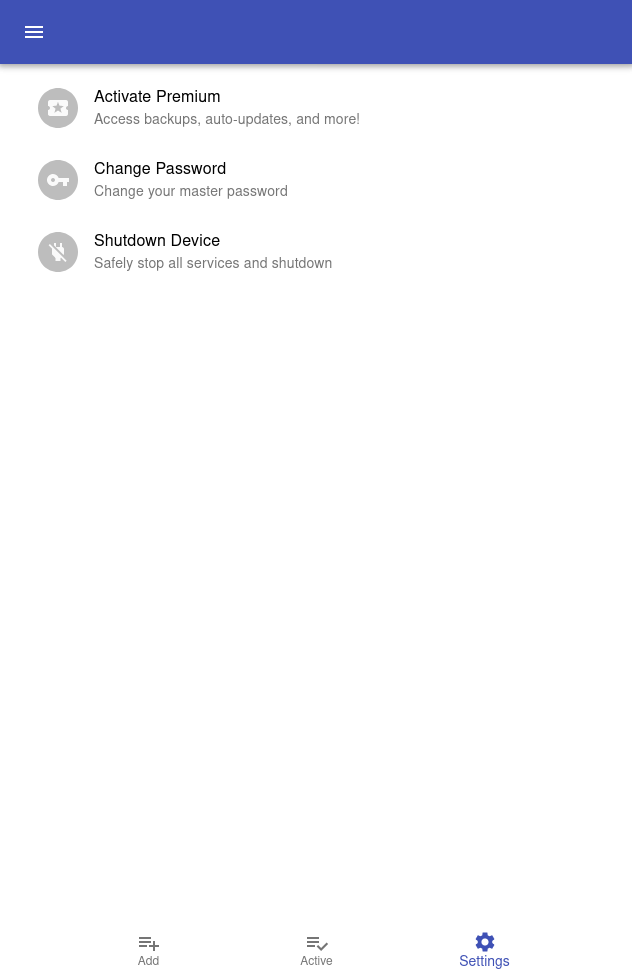 Activate Premium
Access backups, auto-updates, and more!
Change Password
Change your master password
Shutdown Device
Safely stop all services and shutdown
Add
Active
Settings